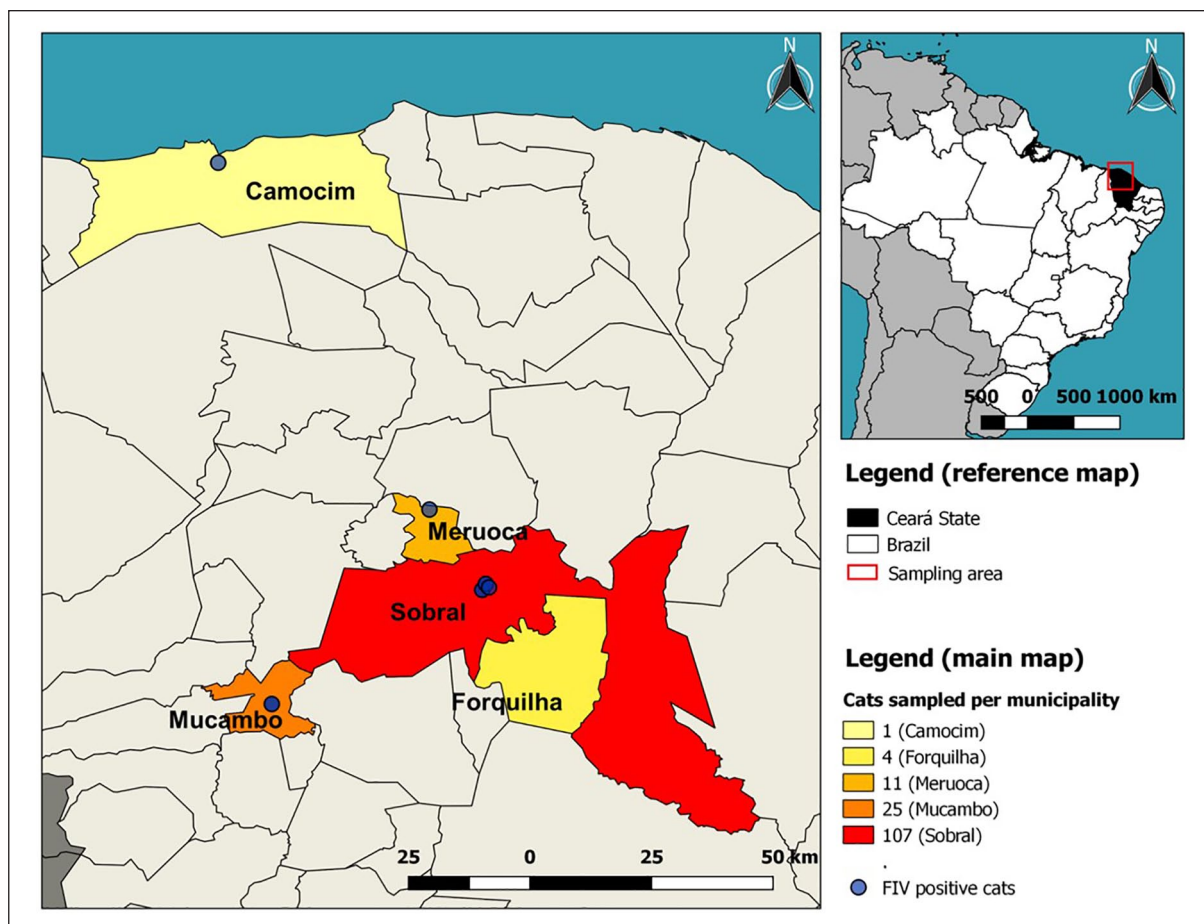 N
Camocim
Meruoca
Sobral
Forquilha
Mucambo
25 0 25 50 km
N
500 0 500 1000 km
Legend (reference map)
Ceará State
Brazil
Sampling area
Legend (main map)
Cats sampled per municipality
1 (Camocim)
4 (Forquilha)
11 (Meruoca)
25 (Mucambo)
107 (Sobral)
.
FIV positive cats